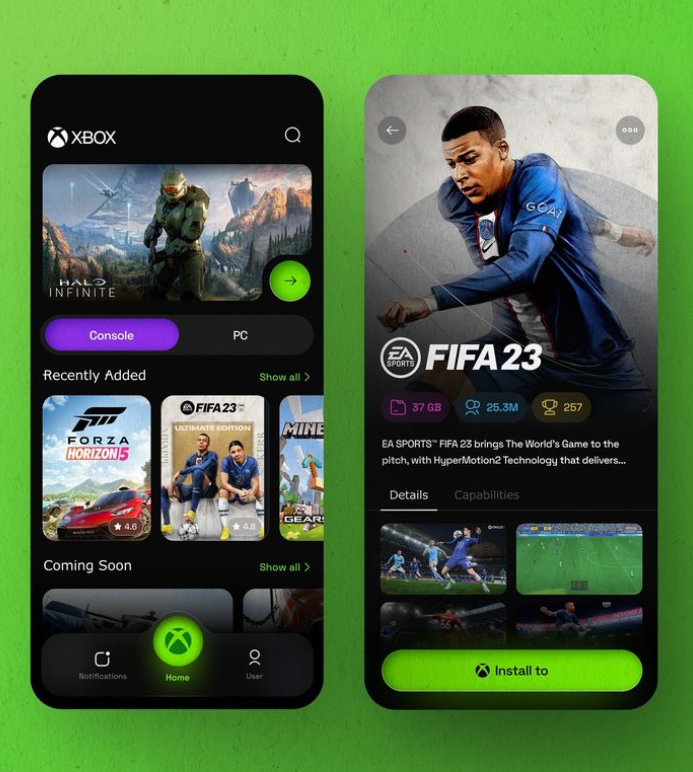 XBOX
HALO
INFINITE
Console
PC
Recently Added
Show all >
FORZA
HORIZON 5
4.6
EA SPORTS FIFA 23
ULTIMATE EDITION
4.8
MINE
Coming Soon
Show all >
Notifications
Home
User
GOAT
EA SPORTS
FIFA 23
37 GB
25.3M
257
EA SPORTS™ FIFA 23 brings The World's Game to the
pitch, with HyperMotion2 Technology that delivers...
Details
Capabilities
Install to